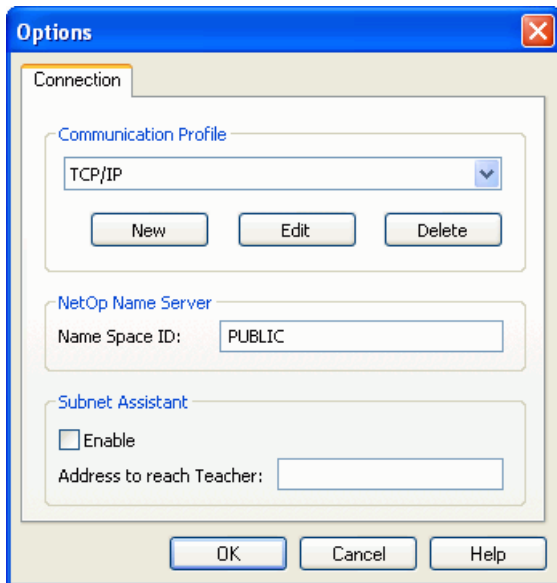 Options
Connection
Communication Profile
TCP/IP
New Edit Delete
NetOp Name Server
Name Space ID: PUBLIC
Subnet Assistant
Enable
Address to reach Teacher:
OK Cancel Help